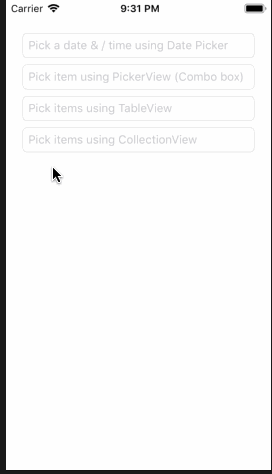 Carrier 9:31 PM
Pick a date & / time using Date Picker
Pick item using PickerView (Combo box)
Pick items using TableView
Pick items using CollectionView